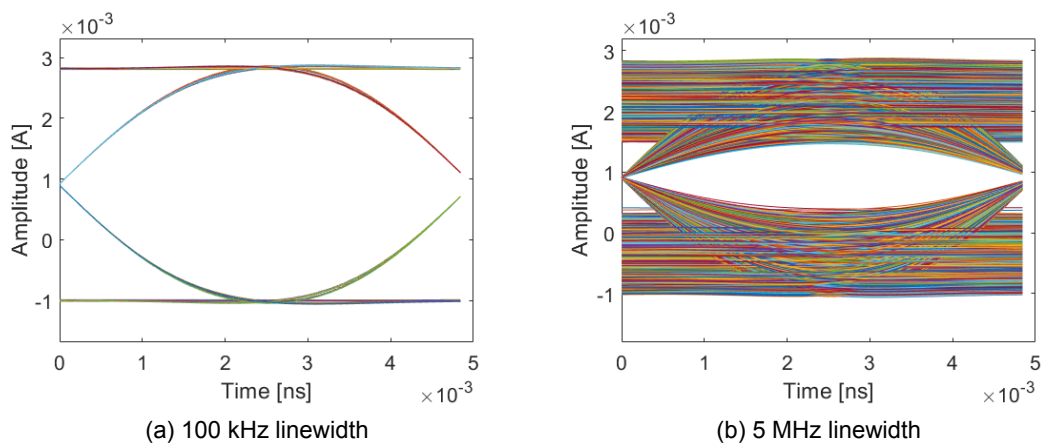 ×10⁻³
3
2
1
0
-1
Amplitude [A]
0 1 2 3 4 5
Time [ns] ×10⁻³
(a) 100 kHz linewidth
×10⁻³
3
2
1
0
-1
Amplitude [A]
0 1 2 3 4 5
Time [ns] ×10⁻³
(b) 5 MHz linewidth